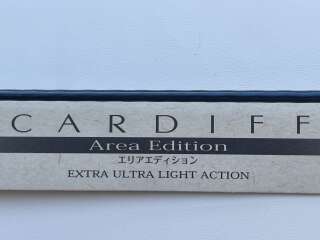 CARDIFF
Area Edition
エリアエディション
EXTRA ULTRA LIGHT ACTION